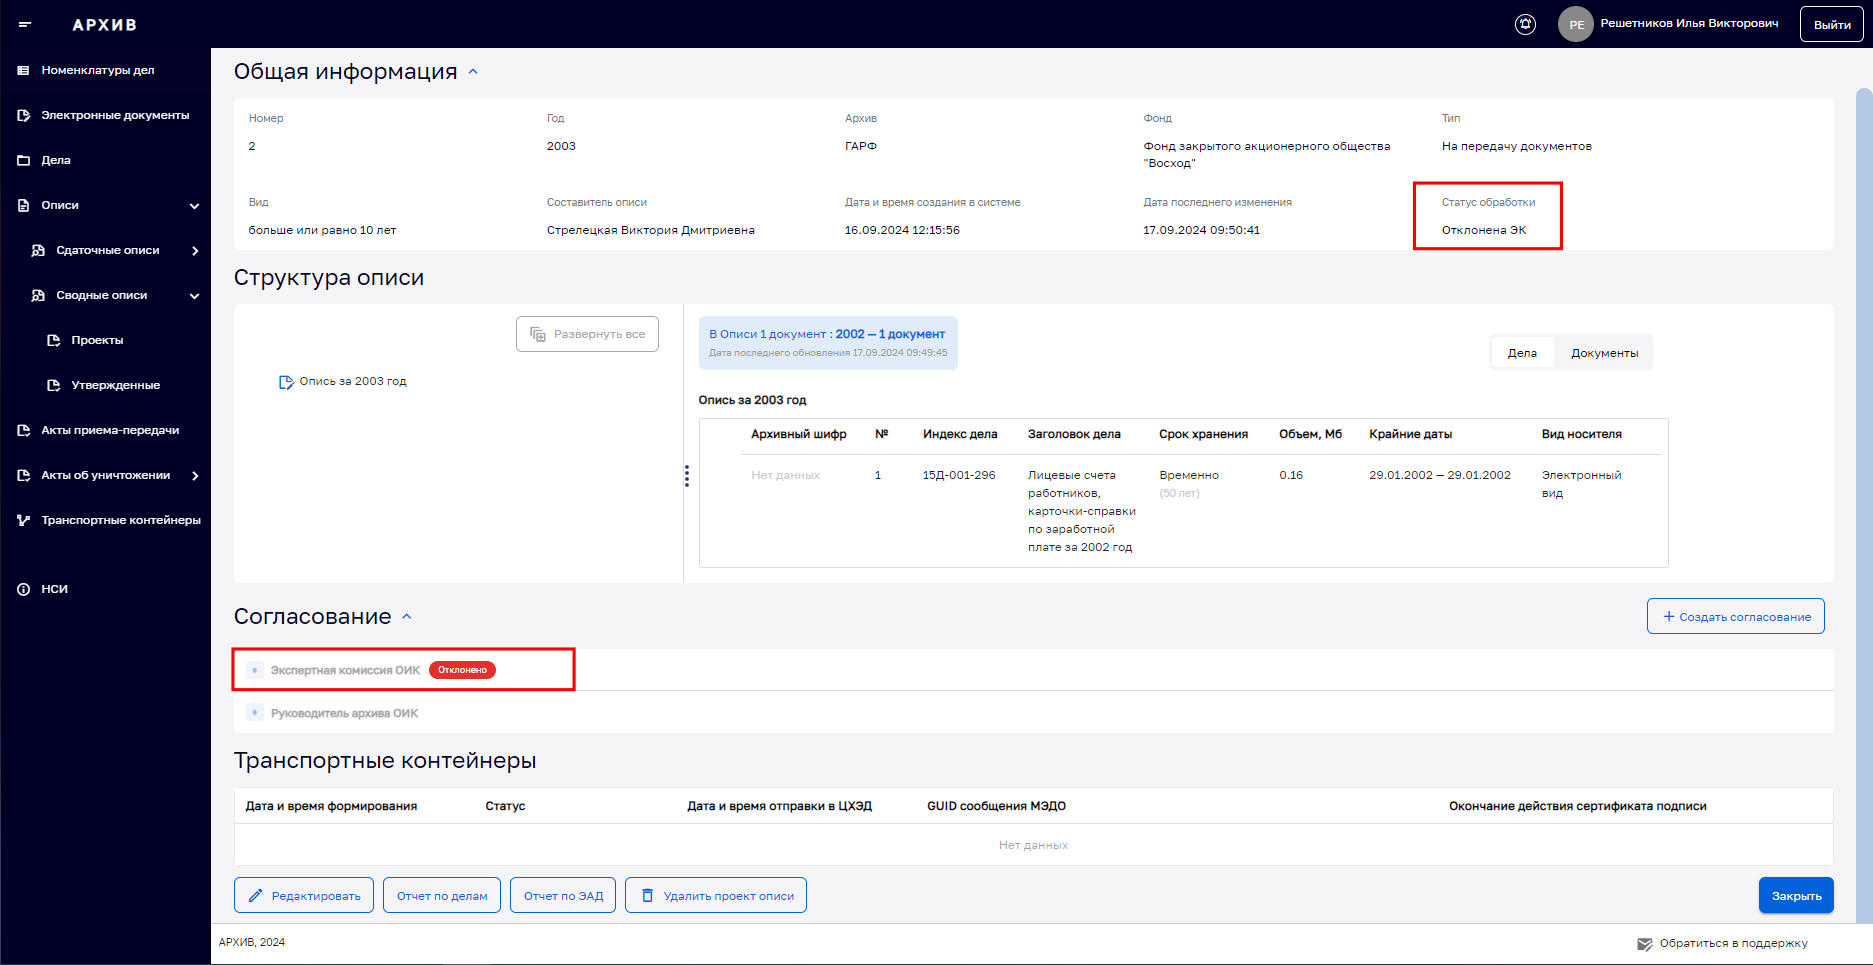 АРХИВ
РЕ
Решетников Илья Викторович
Выйти
Номенклатуры дел
Электронные документы
Дела
Описи
Сдаточные описи
Сводные описи
Проекты
Утвержденные
Акты приема-передачи
Акты об уничтожении
Транспортные контейнеры
НСИ
Общая информация
Номер
Год
Архив
Фонд
Тип
2
2003
ГАРФ
Фонд закрытого акционерного общества
"Восход"
На передачу документов
Вид
Составитель описи
Дата и время создания в системе
Дата последнего изменения
Статус обработки
больше или равно 10 лет
Стрелецкая Виктория Дмитриевна
16.09.2024 12:15:56
17.09.2024 09:50:41
Отклонена ЭК
Структура описи
Развернуть все
Опись за 2003 год
В Описи 1 документ : 2002 — 1 документ
Дата последнего обновления 17.09.2024 09:49:45
Дела
Документы
Опись за 2003 год
Архивный шифр
№
Индекс дела
Заголовок дела
Срок хранения
Объем, Мб
Крайние даты
Вид носителя
Нет данных
1
15Д-001-296
Лицевые счета
работников,
карточки-справки
по заработной
плате за 2002 год
Временно
(50 лет)
0.16
29.01.2002 — 29.01.2002
Электронный
вид
Согласование
+ Создать согласование
Экспертная комиссия ОИК
Отклонено
Руководитель архива ОИК
Транспортные контейнеры
Дата и время формирования
Статус
Дата и время отправки в ЦХЭД
GUID сообщения МЭДО
Окончание действия сертификата подписи
Нет данных
Редактировать
Отчет по делам
Отчет по ЭАД
Удалить проект описи
Закрыть
АРХИВ, 2024
Обратиться в поддержку